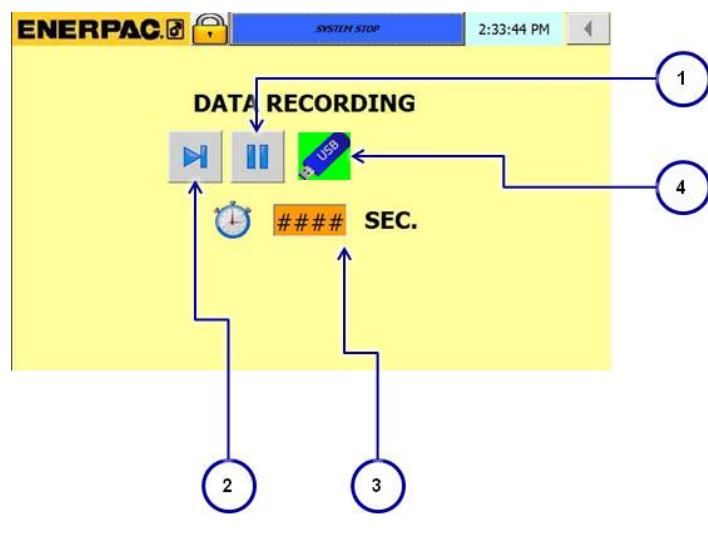 ENERPAC. SYSTEM STOP 2:33:44 PM
1
DATA RECORDING
USB
4
#### SEC.
2 3